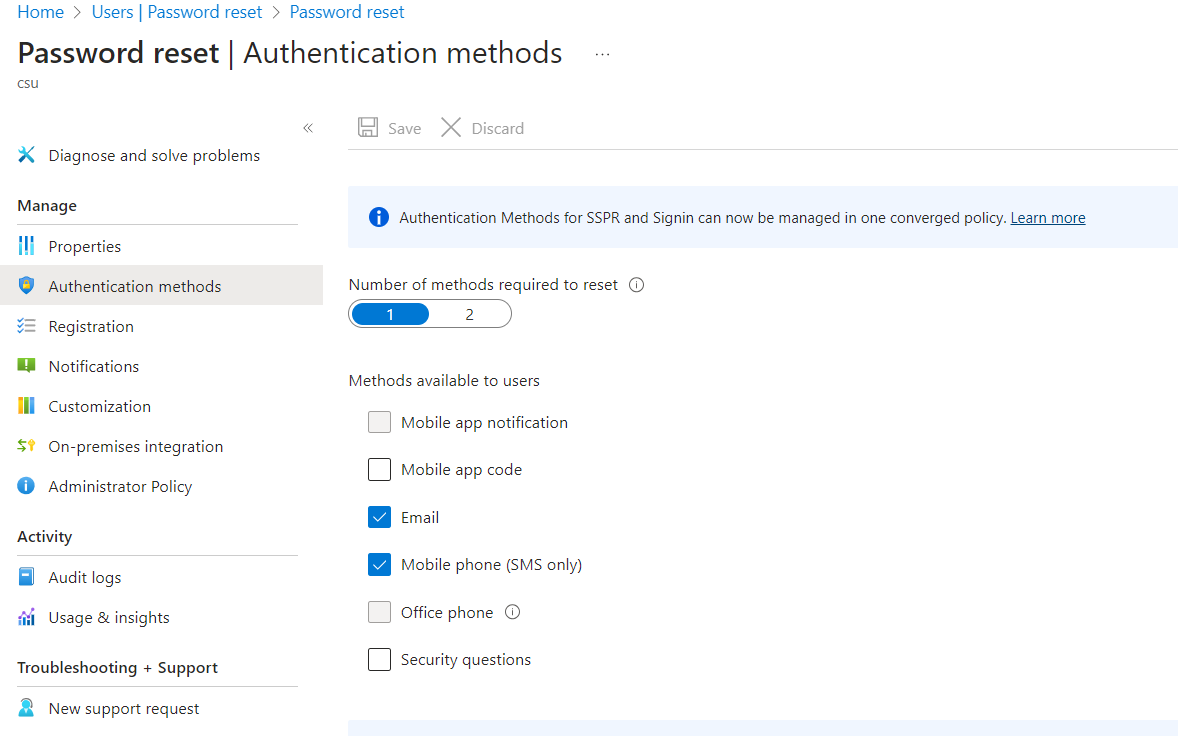 Home > Users | Password reset > Password reset
Password reset | Authentication methods ...
csu
«
Save Discard
Diagnose and solve problems
Manage
Properties
Authentication methods
Registration
Notifications
Customization
On-premises integration
Administrator Policy
Activity
Audit logs
Usage & insights
Troubleshooting + Support
New support request
Authentication Methods for SSPR and Signin can now be managed in one converged policy. Learn more
Number of methods required to reset
1 2
Methods available to users
Mobile app notification
Mobile app code
Email
Mobile phone (SMS only)
Office phone
Security questions